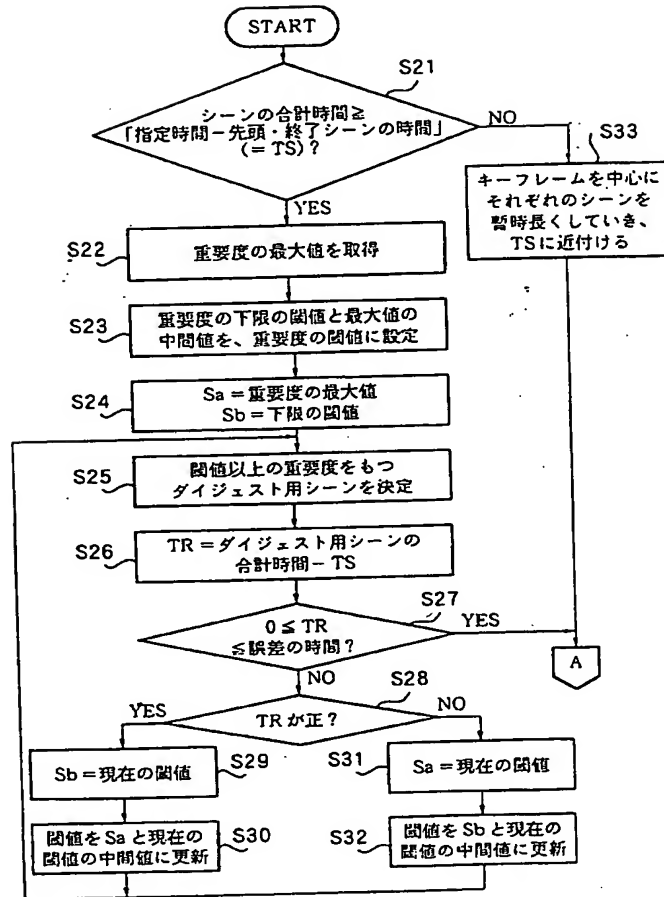 START
S21
シーンの合計時間≧
「指定時間－先頭・終了シーンの時間」
(＝TS)?
NO
S33
キーフレームを中心に
それぞれのシーンを
暫時長くしていき、
TSに近付ける
YES
S22
重要度の最大値を取得
S23
重要度の下限の閾値と最大値の
中間値を、重要度の閾値に設定
S24
Sa＝重要度の最大値
Sb＝下限の閾値
S25
閾値以上の重要度をもつ
ダイジェスト用シーンを決定
S26
TR＝ダイジェスト用シーンの
合計時間－TS
S27
0≦TR
≦誤差の時間?
YES
A
NO
S28
TRが正?
YES
NO
S29
Sb＝現在の閾値
S31
Sa＝現在の閾値
S30
閾値をSaと現在の
閾値の中間値に更新
S32
閾値をSbと現在の
閾値の中間値に更新